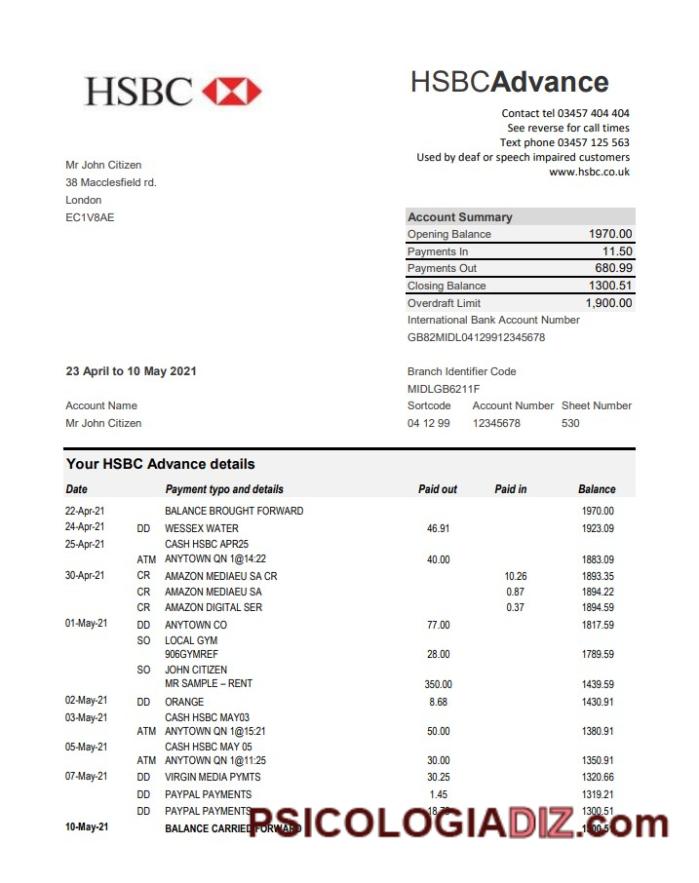 HSBC
HSBCAdvance
Contact tel 03457 404 404
See reverse for call times
Text phone 03457 125 563
Used by deaf or speech impaired customers
www.hsbc.co.uk
Mr John Citizen
38 Macclesfield rd.
London
EC1V8AE
Account Summary
Opening Balance 1970.00
Payments In 11.50
Payments Out 680.99
Closing Balance 1300.51
Overdraft Limit 1,900.00
International Bank Account Number
GB82MIDL04129912345678
23 April to 10 May 2021
Branch Identifier Code
MIDLGB6211F
Account Name
Sortcode Account Number Sheet Number
Mr John Citizen
04 12 99 12345678 530
Your HSBC Advance details
Date Payment typo and details Paid out Paid in Balance
22-Apr-21 BALANCE BROUGHT FORWARD 1970.00
24-Apr-21 DD WESSEX WATER 46.91 1923.09
25-Apr-21 CASH HSBC APR25
ATM ANYTOWN QN 1@14:22 40.00 1883.09
30-Apr-21 CR AMAZON MEDIAEU SA CR 10.26 1893.35
CR AMAZON MEDIAEU SA 0.87 1894.22
CR AMAZON DIGITAL SER 0.37 1894.59
01-May-21 DD ANYTOWN CO 77.00 1817.59
SO LOCAL GYM
906GYMREF 28.00 1789.59
SO JOHN CITIZEN
MR SAMPLE – RENT 350.00 1439.59
02-May-21 DD ORANGE 8.68 1430.91
03-May-21 CASH HSBC MAY03
ATM ANYTOWN QN 1@15:21 50.00 1380.91
05-May-21 CASH HSBC MAY 05
ATM ANYTOWN QN 1@11:25 30.00 1350.91
07-May-21 DD VIRGIN MEDIA PYMTS 30.25 1320.66
DD PAYPAL PAYMENTS 1.45 1319.21
DD PAYPAL PAYMENTS 1300.51
10-May-21 BALANCE CARRIED FORWARD
PSICOLOGIADIZ.com